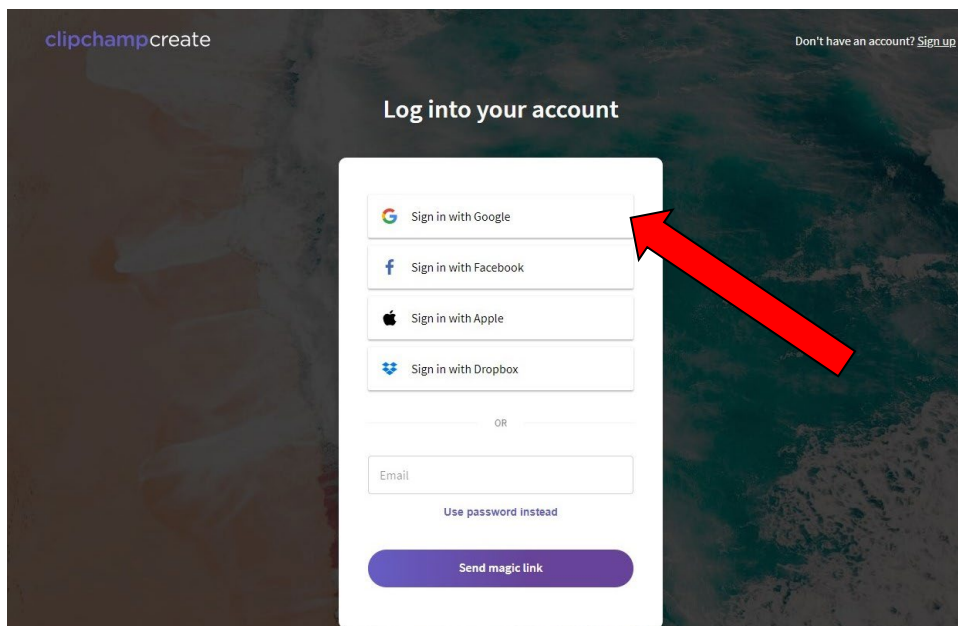 clipchampcreate
Don't have an account? Sign up
Log into your account
Sign in with Google
Sign in with Facebook
Sign in with Apple
Sign in with Dropbox
OR
Email
Use password instead
Send magic link